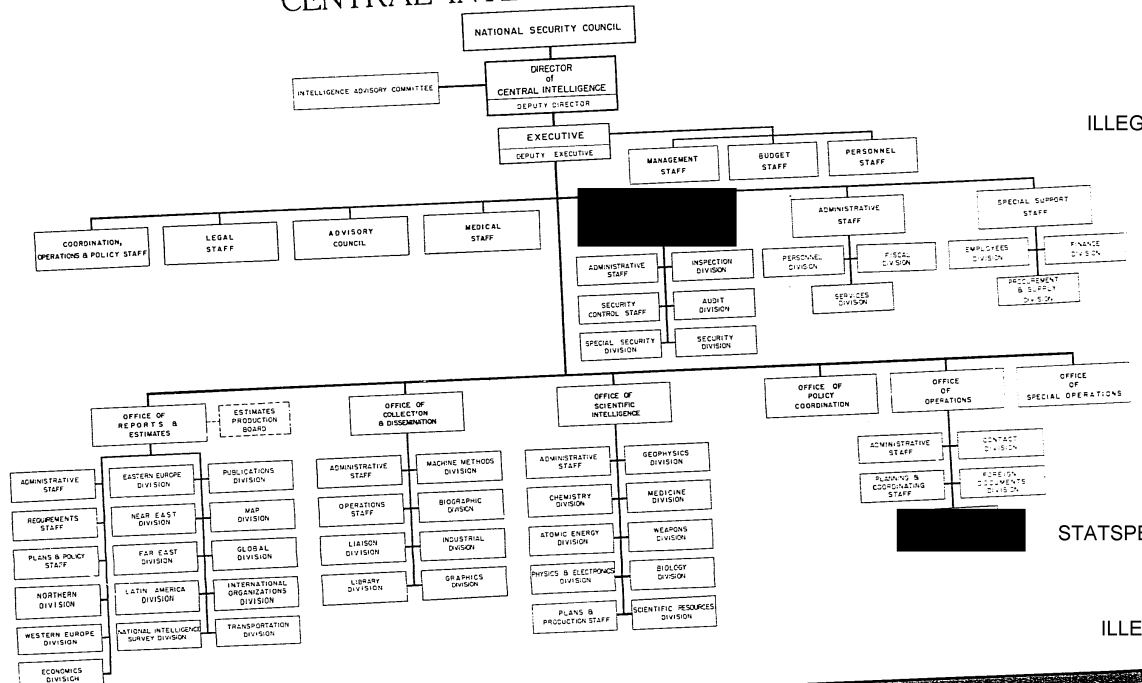 CENTRAL
NATIONAL SECURITY COUNCIL
DIRECTOR
of
CENTRAL INTELLIGENCE
DEPUTY DIRECTOR
INTELLIGENCE ADVISORY COMMITTEE
EXECUTIVE
DEPUTY EXECUTIVE
ILLEG
MANAGEMENT
STAFF
BUDGET
STAFF
PERSONNEL
STAFF
COORDINATION,
OPERATIONS & POLICY STAFF
LEGAL
STAFF
ADVISORY
COUNCIL
MEDICAL
STAFF
ADMINISTRATIVE
STAFF
SPECIAL SUPPORT
STAFF
ADMINISTRATIVE
STAFF
INSPECTION
DIVISION
SECURITY
CONTROL STAFF
AUDIT
DIVISION
SPECIAL SECURITY
DIVISION
SECURITY
DIVISION
PERSONNEL
DIVISION
FISCAL
DIVISION
SERVICES
DIVISION
EMPLOYEES
DIVISION
FINANCE
DIVISION
PROCUREMENT
& SUPPLY
DIVISION
OFFICE OF
REPORTS &
ESTIMATES
ESTIMATES
PRODUCTION
BOARD
ADMINISTRATIVE
STAFF
REQUIREMENTS
STAFF
PLANS & POLICY
STAFF
NORTHERN
DIVISION
WESTERN EUROPE
DIVISION
ECONOMICS
DIVISION
EASTERN EUROPE
DIVISION
NEAR EAST
DIVISION
FAR EAST
DIVISION
LATIN AMERICA
DIVISION
NATIONAL INTELLIGENCE
SURVEY DIVISION
PUBLICATIONS
DIVISION
MAP
DIVISION
GLOBAL
DIVISION
INTERNATIONAL
ORGANIZATIONS
DIVISION
TRANSPORTATION
DIVISION
OFFICE OF
COLLECTION
& DISSEMINATION
ADMINISTRATIVE
STAFF
OPERATIONS
STAFF
LIAISON
DIVISION
LIBRARY
DIVISION
MACHINE METHODS
DIVISION
BIOGRAPHIC
DIVISION
INDUSTRIAL
DIVISION
GRAPHICS
DIVISION
OFFICE OF
SCIENTIFIC
INTELLIGENCE
ADMINISTRATIVE
STAFF
CHEMISTRY
DIVISION
ATOMIC ENERGY
DIVISION
PHYSICS & ELECTRONICS
DIVISION
PLANS &
PRODUCTION STAFF
GEOPHYSICS
DIVISION
MEDICINE
DIVISION
WEAPONS
DIVISION
BIOLOGY
DIVISION
SCIENTIFIC RESOURCES
DIVISION
OFFICE OF
POLICY
COORDINATION
OFFICE
OF
OPERATIONS
ADMINISTRATIVE
STAFF
CONTACT
DIVISION
PLANNING &
COORDINATING
STAFF
FOREIGN
DOCUMENTS
DIVISION
OFFICE
OF
SPECIAL OPERATIONS
STATSPE
ILLE